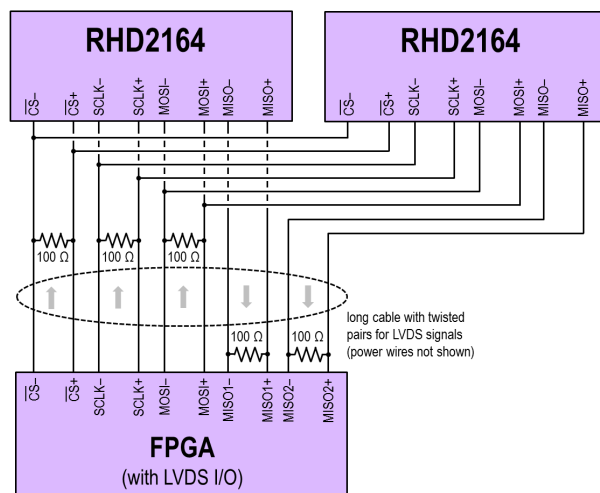 RHD2164
RHD2164
CS−
CS+
SCLK−
SCLK+
MOSI−
MOSI+
MISO−
MISO+
CS−
CS+
SCLK−
SCLK+
MOSI−
MOSI+
MISO−
MISO+
100 Ω
100 Ω
100 Ω
long cable with twisted
pairs for LVDS signals
(power wires not shown)
100 Ω
100 Ω
CS−
CS+
SCLK−
SCLK+
MOSI−
MOSI+
MISO1−
MISO1+
MISO2−
MISO2+
FPGA
(with LVDS I/O)